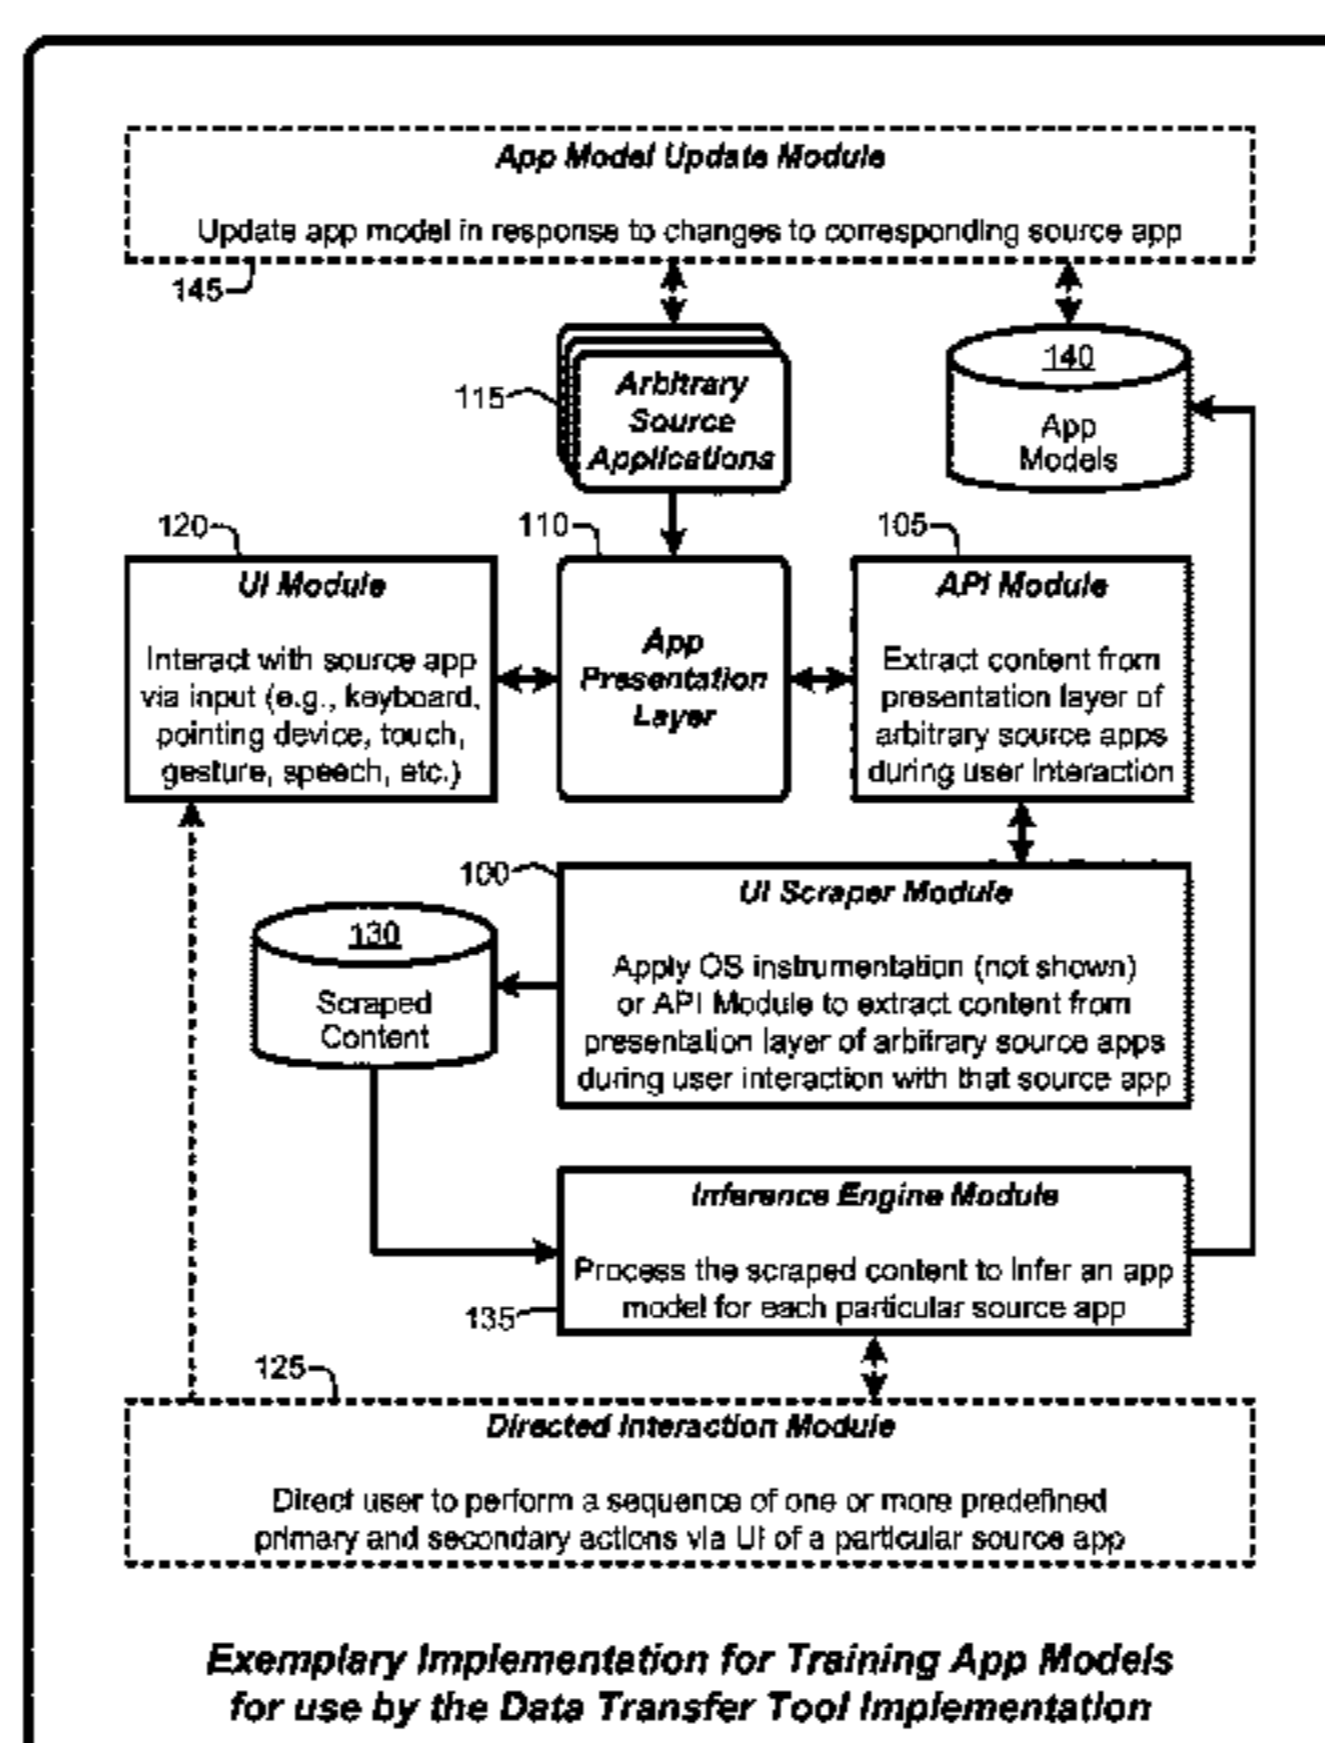 App Model Update Module
Update app model in response to changes to corresponding source app
145
115
Arbitrary
Source
Applications
140
App
Models
120
UI Module
Interact with source app
via input (e.g., keyboard,
pointing device, touch,
gesture, speech, etc.)
110
App
Presentation
Layer
105
API Module
Extract content from
presentation layer of
arbitrary source apps
during user interaction
100
UI Scraper Module
Apply OS instrumentation (not shown)
or API Module to extract content from
presentation layer of arbitrary source apps
during user interaction with that source app
130
Scraped
Content
Inference Engine Module
Process the scraped content to infer an app
model for each particular source app
135
125
Directed Interaction Module
Direct user to perform a sequence of one or more predefined
primary and secondary actions via UI of a particular source app
Exemplary Implementation for Training App Models
for use by the Data Transfer Tool Implementation